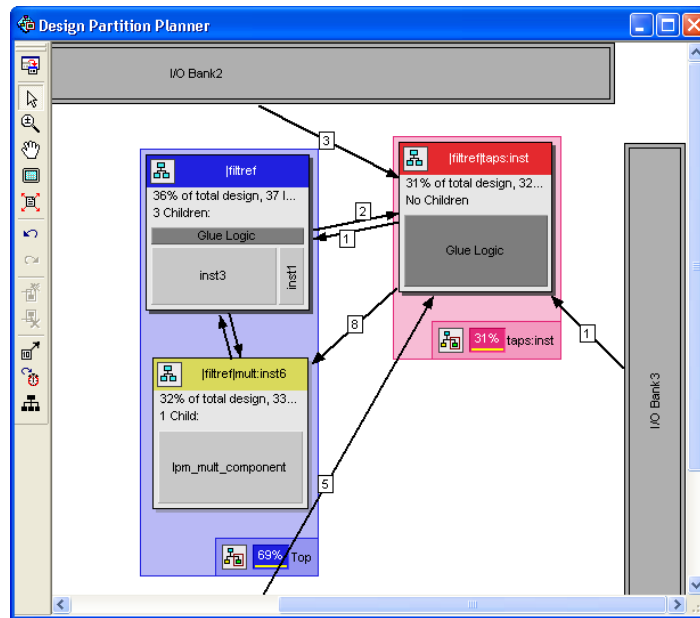 Design Partition Planner
I/O Bank2
3
|filtref
36% of total design, 37 l...
3 Children:
Glue Logic
inst3
inst1
2
1
|filtref|taps:inst
31% of total design, 32...
No Children
Glue Logic
31% taps:inst
8
1
I/O Bank3
|filtref|mult:inst6
32% of total design, 33...
1 Child:
lpm_mult_component
5
69% Top